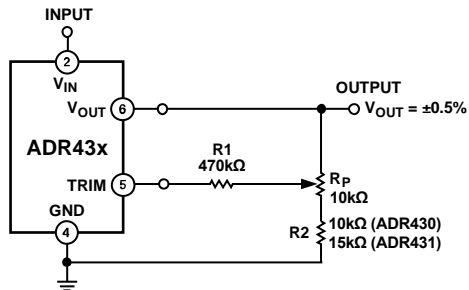 INPUT
2
VIN
VOUT 6
OUTPUT
VOUT = ±0.5%
ADR43x
R1
470kΩ
TRIM 5
RP
10kΩ
GND
4
R2 10kΩ (ADR430)
15kΩ (ADR431)